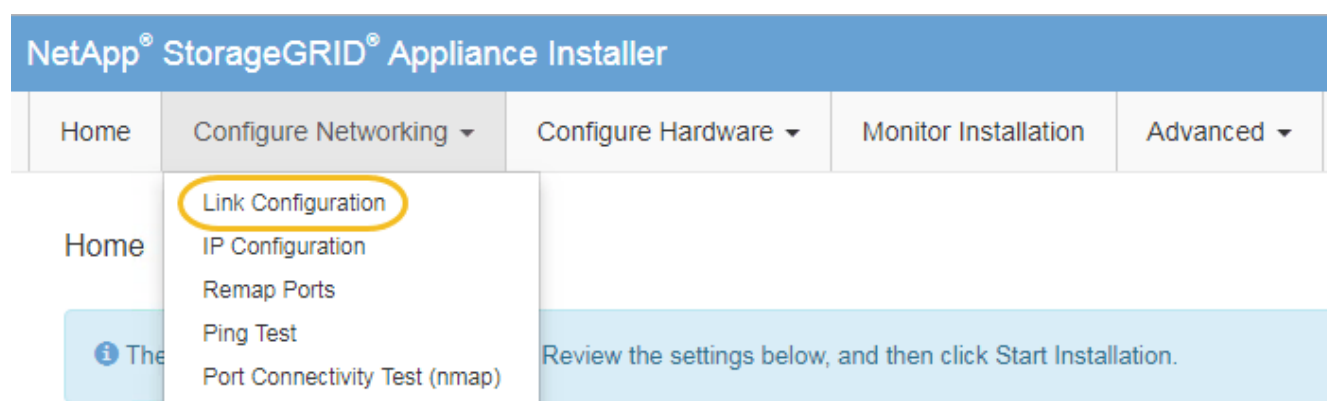 NetApp® StorageGRID® Appliance Installer
Home Configure Networking Configure Hardware Monitor Installation Advanced
Link Configuration
Home IP Configuration
Remap Ports
Ping Test
The Review the settings below, and then click Start Installation.
Port Connectivity Test (nmap)